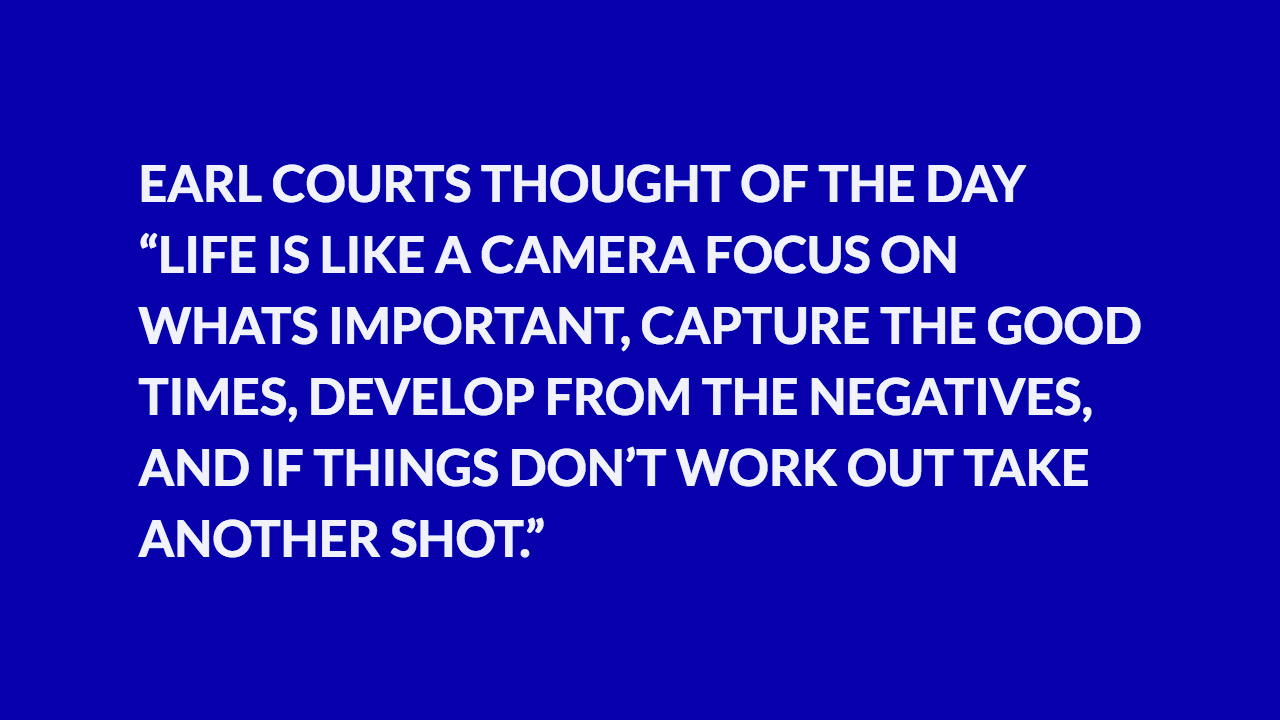 EARL COURTS THOUGHT OF THE DAY
“LIFE IS LIKE A CAMERA FOCUS ON
WHATS IMPORTANT, CAPTURE THE GOOD
TIMES, DEVELOP FROM THE NEGATIVES,
AND IF THINGS DON’T WORK OUT TAKE
ANOTHER SHOT.”